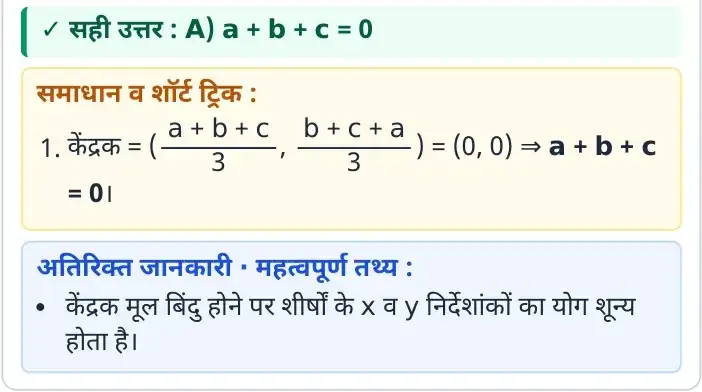 ✓ सही उत्तर : A) a + b + c = 0
समाधान व शॉर्ट ट्रिक :
1. केंद्रक = ( a + b + c / 3 , b + c + a / 3 ) = (0, 0) ⇒ a + b + c
= 0।
अतिरिक्त जानकारी · महत्वपूर्ण तथ्य :
• केंद्रक मूल बिंदु होने पर शीर्षों के x व y निर्देशांकों का योग शून्य
होता है।